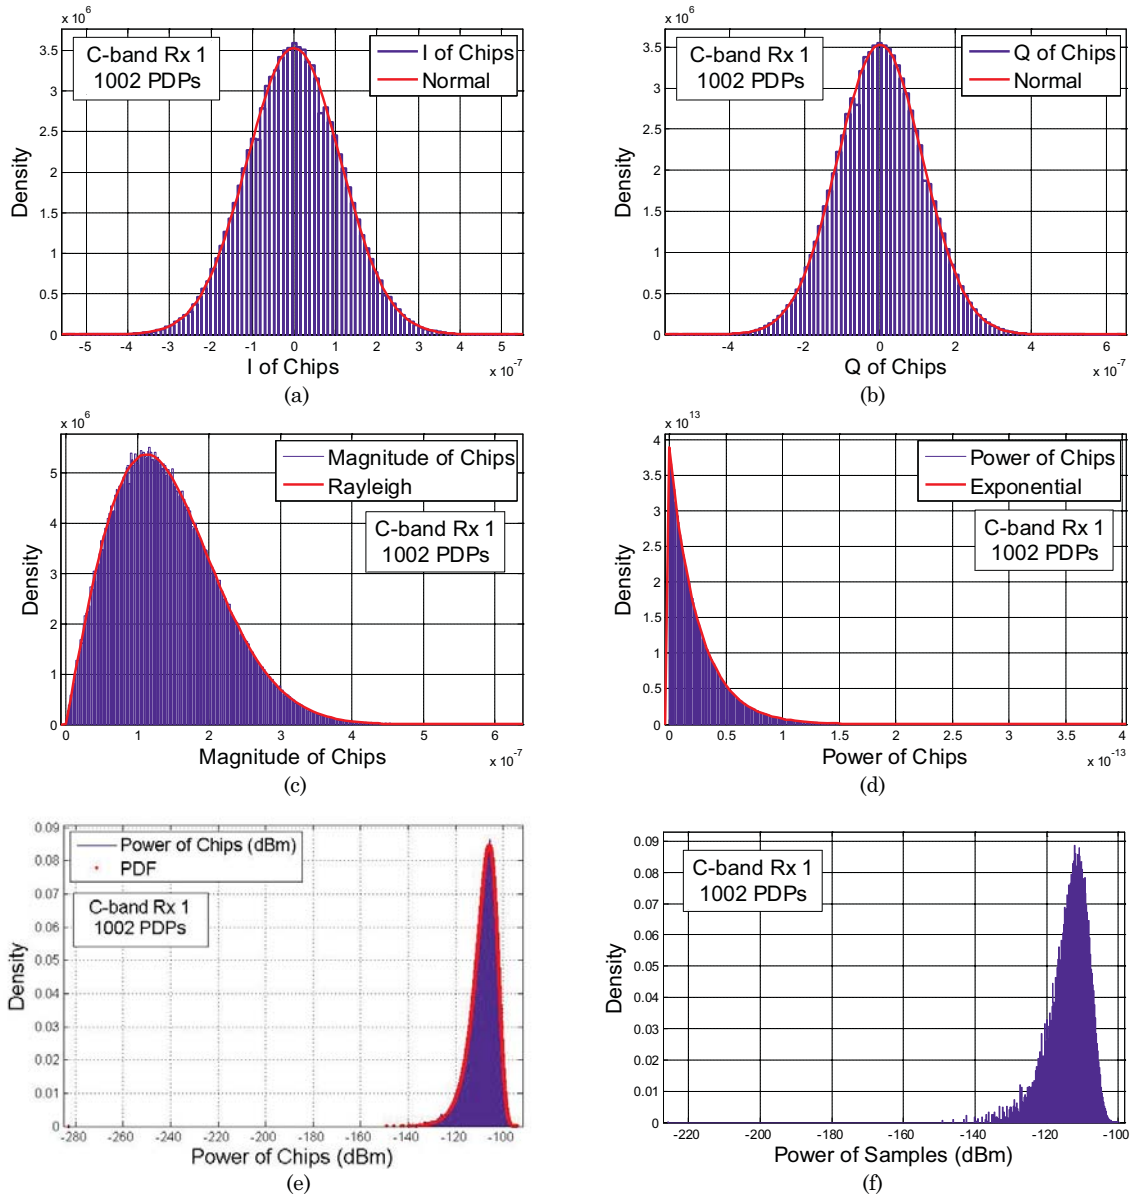 x 10^6
C-band Rx 1
1002 PDPs
I of Chips
Normal
3.5
3
2.5
2
1.5
1
0.5
0
Density
-5 -4 -3 -2 -1 0 1 2 3 4 5
I of Chips
x 10^-7
(a)
x 10^6
C-band Rx 1
1002 PDPs
Q of Chips
Normal
3.5
3
2.5
2
1.5
1
0.5
0
Density
-4 -2 0 2 4 6
Q of Chips
x 10^-7
(b)
x 10^6
Magnitude of Chips
Rayleigh
C-band Rx 1
1002 PDPs
5
4
3
2
1
0
Density
0 1 2 3 4 5 6
Magnitude of Chips
x 10^-7
(c)
x 10^13
Power of Chips
Exponential
C-band Rx 1
1002 PDPs
4
3.5
3
2.5
2
1.5
1
0.5
0
Density
0 0.5 1 1.5 2 2.5 3 3.5 4
Power of Chips
x 10^-13
(d)
Power of Chips (dBm)
PDF
C-band Rx 1
1002 PDPs
0.09
0.08
0.07
0.06
0.05
0.04
0.03
0.02
0.01
0
Density
-280 -260 -240 -220 -200 -180 -160 -140 -120 -100
Power of Chips (dBm)
(e)
C-band Rx 1
1002 PDPs
0.09
0.08
0.07
0.06
0.05
0.04
0.03
0.02
0.01
0
Density
-220 -200 -180 -160 -140 -120 -100
Power of Samples (dBm)
(f)